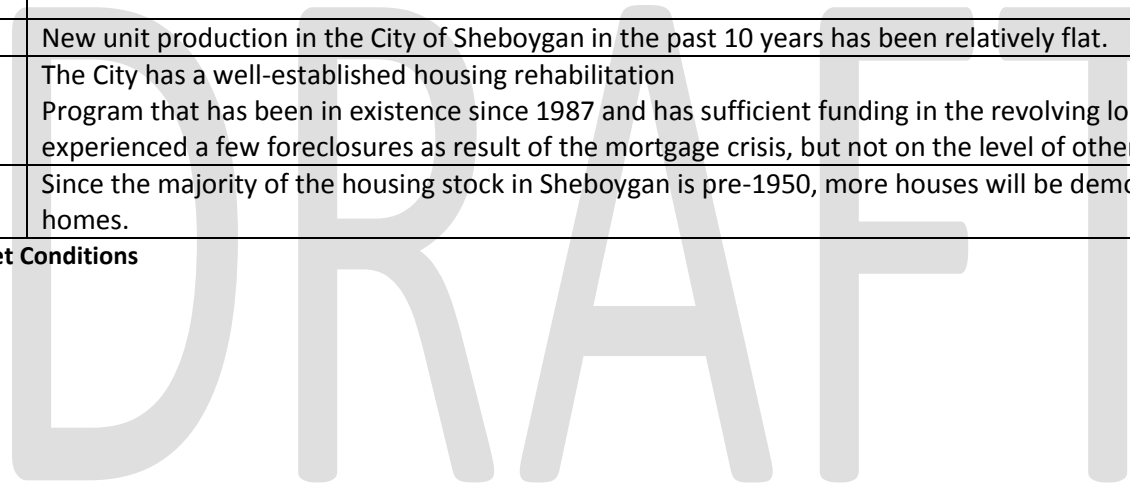 New unit production in the City of Sheboygan in the past 10 years has been relatively flat.
The City has a well-established housing rehabilitation
Program that has been in existence since 1987 and has sufficient funding in the revolving lo
experienced a few foreclosures as result of the mortgage crisis, but not on the level of othe
Since the majority of the housing stock in Sheboygan is pre-1950, more houses will be demo
homes.
et Conditions
DRAFT